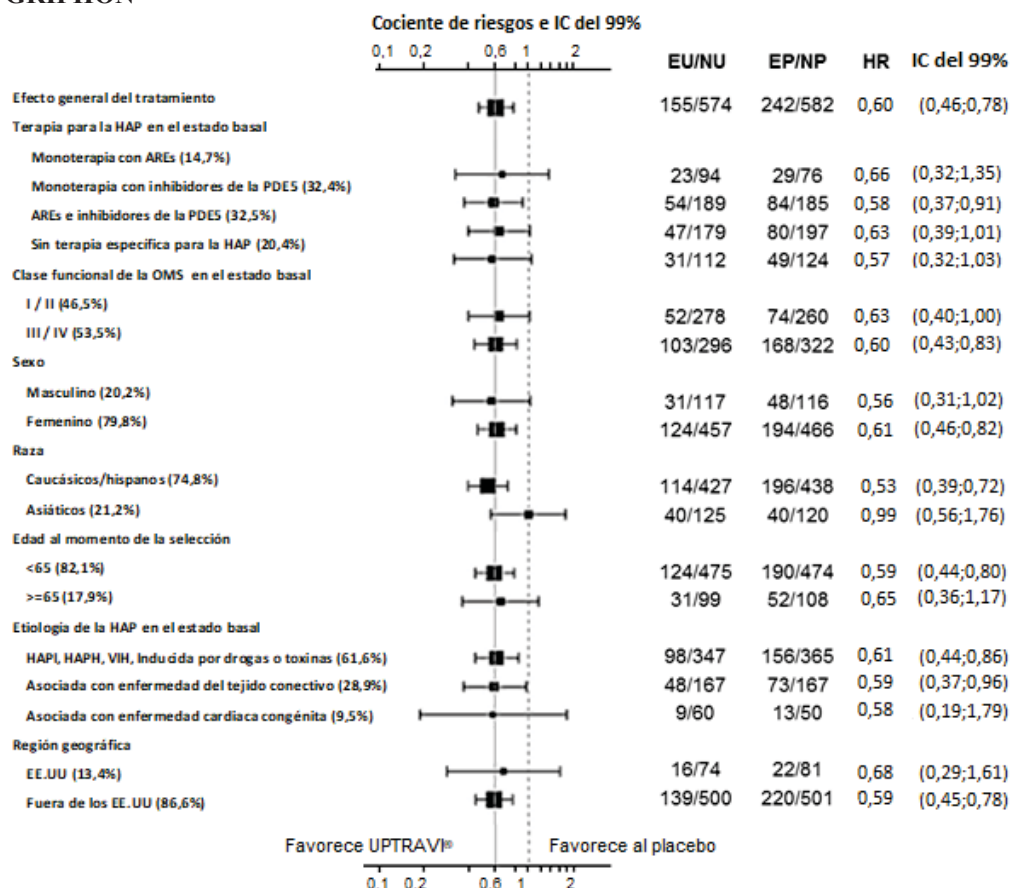 GRIPHON
Cociente de riesgos e IC del 99%
0,1 0,2 0,6 1 2
EU/NU EP/NP HR IC del 99%
Efecto general del tratamiento 155/574 242/582 0,60 (0,46;0,78)
Terapia para la HAP en el estado basal
Monoterapia con AREs (14,7%) 23/94 29/76 0,66 (0,32;1,35)
Monoterapia con inhibidores de la PDE5 (32,4%) 54/189 84/185 0,58 (0,37;0,91)
AREs e inhibidores de la PDE5 (32,5%) 47/179 80/197 0,63 (0,39;1,01)
Sin terapia específica para la HAP (20,4%) 31/112 49/124 0,57 (0,32;1,03)
Clase funcional de la OMS en el estado basal
I / II (46,5%) 52/278 74/260 0,63 (0,40;1,00)
III / IV (53,5%) 103/296 168/322 0,60 (0,43;0,83)
Sexo
Masculino (20,2%) 31/117 48/116 0,56 (0,31;1,02)
Femenino (79,8%) 124/457 194/466 0,61 (0,46;0,82)
Raza
Caucásicos/hispanos (74,8%) 114/427 196/438 0,53 (0,39;0,72)
Asiáticos (21,2%) 40/125 40/120 0,99 (0,56;1,76)
Edad al momento de la selección
<65 (82,1%) 124/475 190/474 0,59 (0,44;0,80)
>=65 (17,9%) 31/99 52/108 0,65 (0,36;1,17)
Etiología de la HAP en el estado basal
HAPI, HAPH, VIH, Inducida por drogas o toxinas (61,6%) 98/347 156/365 0,61 (0,44;0,86)
Asociada con enfermedad del tejido conectivo (28,9%) 48/167 73/167 0,59 (0,37;0,96)
Asociada con enfermedad cardiaca congénita (9,5%) 9/60 13/50 0,58 (0,19;1,79)
Región geográfica
EE.UU (13,4%) 16/74 22/81 0,68 (0,29;1,61)
Fuera de los EE.UU (86,6%) 139/500 220/501 0,59 (0,45;0,78)
Favorece UPTRAVI® Favorece al placebo
0,1 0,2 0,6 1 2